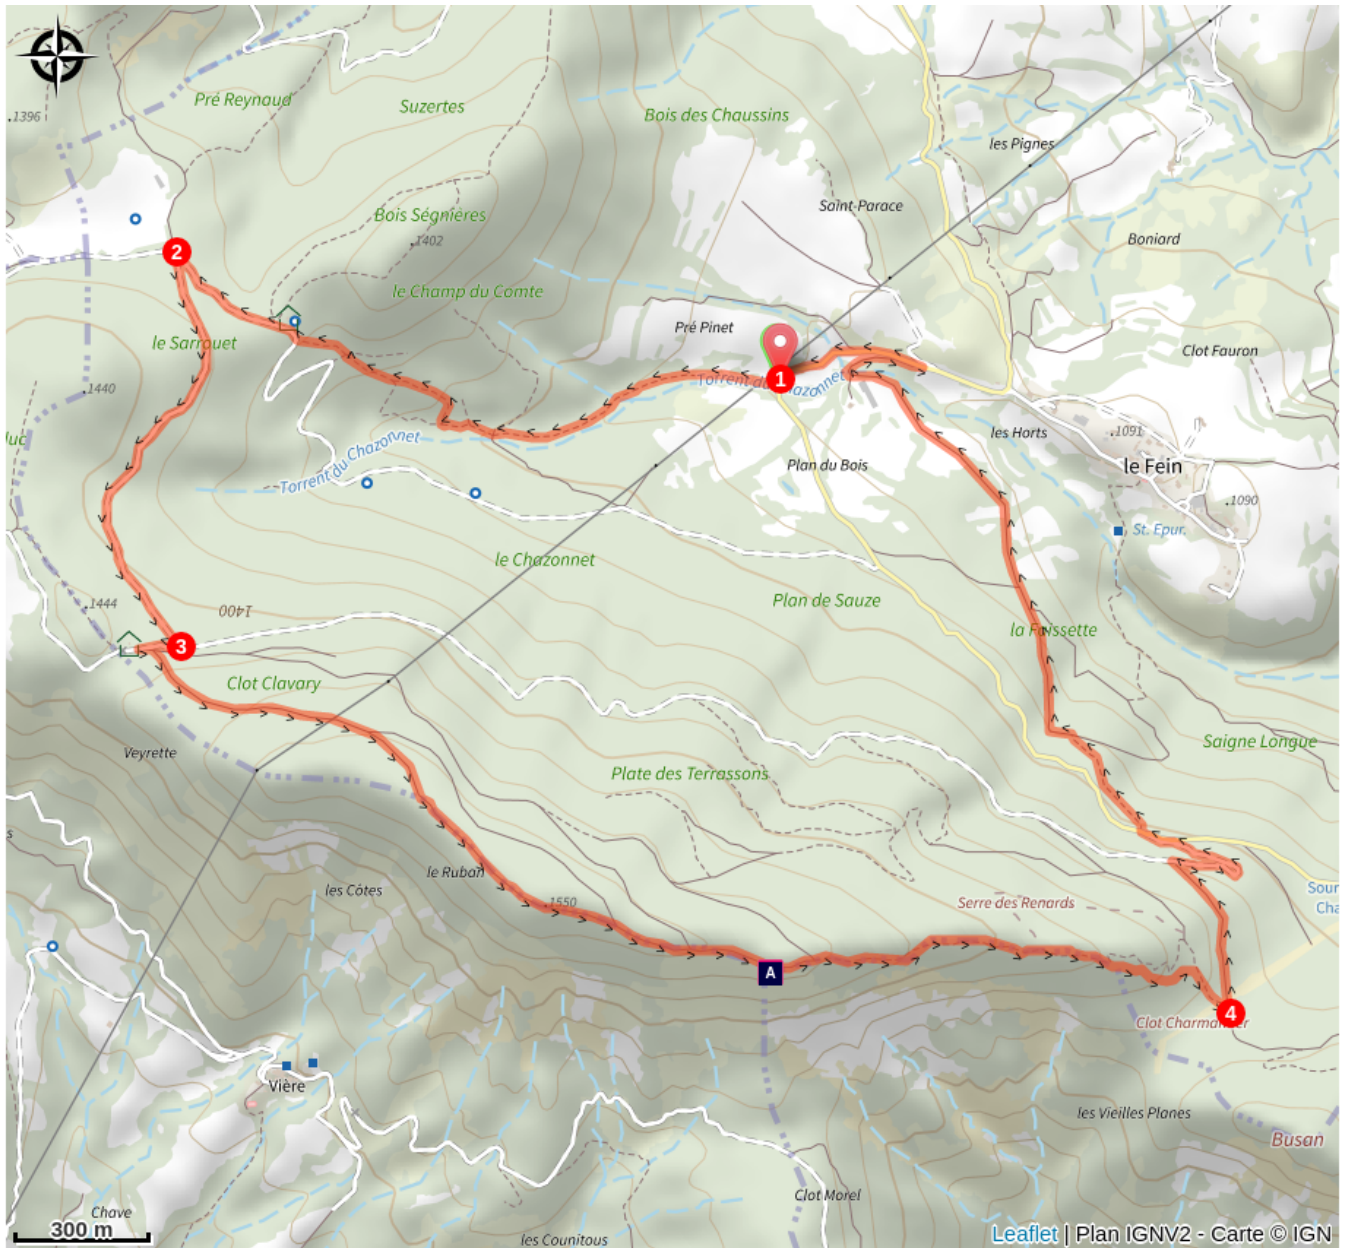 Pré Reynaud
Suzertes
Bois des Chaussins
.1396
les Pignes
Saint-Parace
Bois Ségnières
.1402
Boniard
2
le Champ du Comte
Pré Pinet
le Sarrouet
Clot Fauron
1
.1440
les Horts
.1091
le Fein
Plan du Bois
Torrent du Chazonnet
.1090
St. Epur.
le Chazonnet
Plan de Sauze
.1444
1400
3
Clot Clavary
Veyrette
Saigne Longue
Plate des Terrassons
le Ruban
les Côtes
.1550
Serre des Renards
A
4
Vière
les Vieilles Planes
Busan
Clot Morel
Chave
300 m
les Counitous
Leaflet | Plan IGNV2 - Carte © IGN